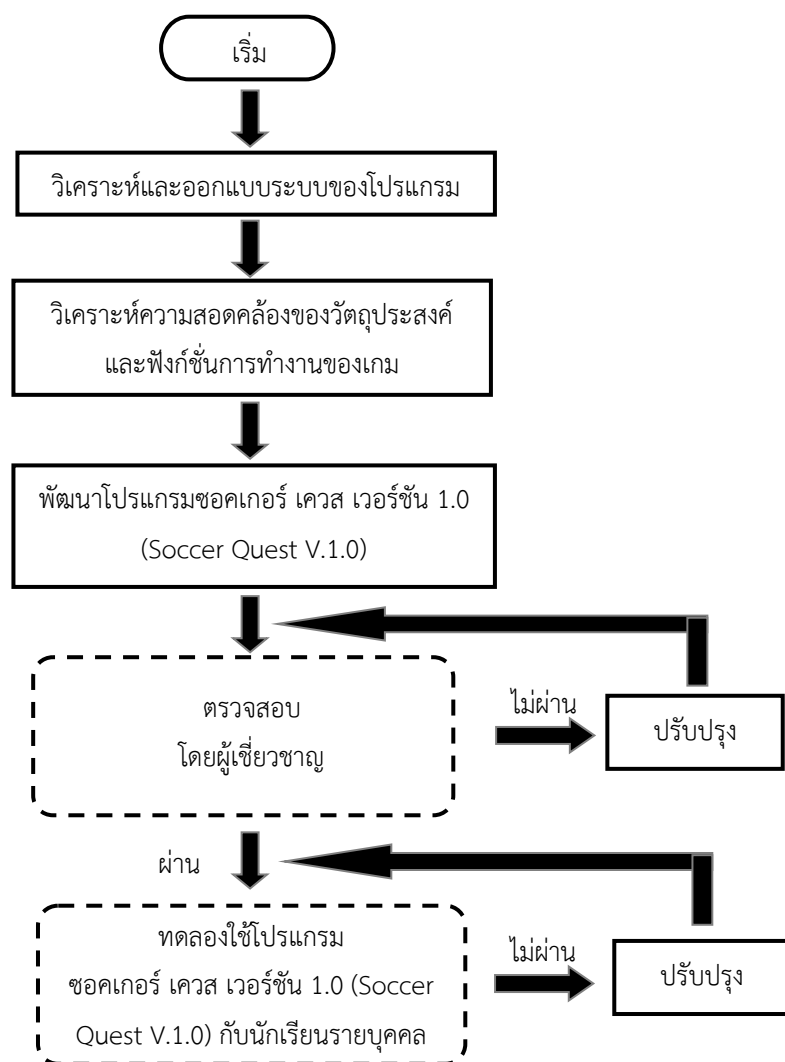 เริ่ม
วิเคราะห์และออกแบบระบบของโปรแกรม
วิเคราะห์ความสอดคล้องของวัตถุประสงค์
และฟังก์ชั่นการทำงานของเกม
พัฒนาโปรแกรมซอคเกอร์ เควส เวอร์ชัน 1.0
(Soccer Quest V.1.0)
ตรวจสอบ
โดยผู้เชี่ยวชาญ
ไม่ผ่าน
ปรับปรุง
ผ่าน
ทดลองใช้โปรแกรม
ซอคเกอร์ เควส เวอร์ชัน 1.0 (Soccer
Quest V.1.0) กับนักเรียนรายบุคคล
ไม่ผ่าน
ปรับปรุง